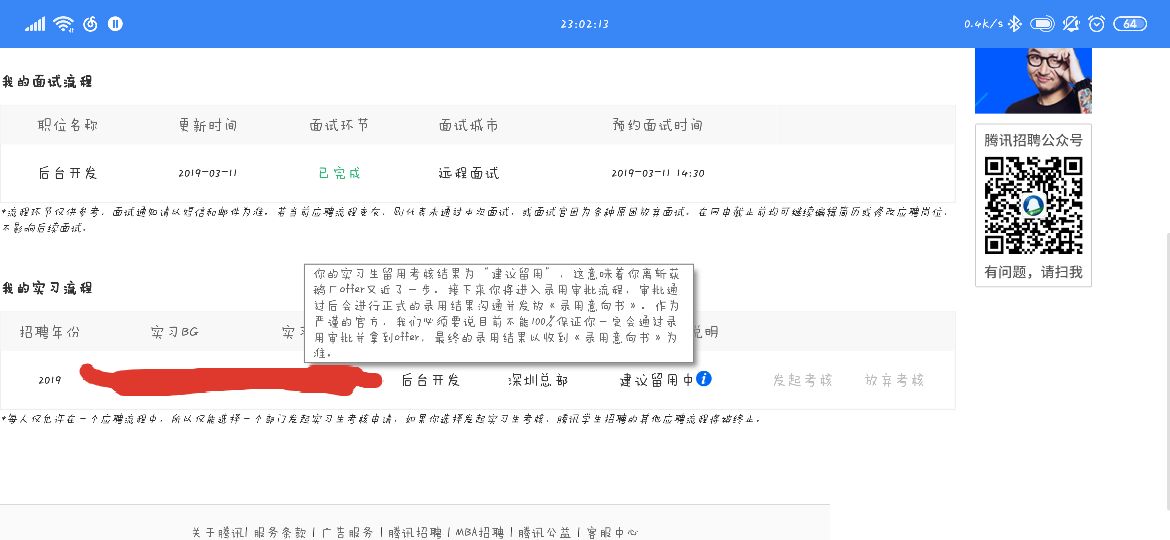 23:02:13
0.4K/s
64
我的面试流程
职位名称 更新时间 面试环节 面试城市 预约面试时间
后台开发 2019-03-11 已完成 远程面试 2019-03-11 14:30
*流程环节仅供参考，面试通知请以短信和邮件为准。若当前应聘流程变灰，则代表未通过本次面试，或面试官因为各种原因放弃面试。在网申截止前均可继续编辑简历或修改应聘岗位，
不影响后续面试。
腾讯招聘公众号
有问题，请扫我
我的实习流程
你的实习生留用考核结果为“建议留用”，这意味着你离斩获
鹅厂offer又近了一步。接下来你将进入录用审批流程，审批通
过后会进行正式的录用结果沟通并发放《录用意向书》。作为
严谨的官方，我们必须要说目前不能100%保证你一定会通过录
用审批并拿到offer，最终的录用结果以收到《录用意向书》为
准。
招聘年份 实习BG 实习 说明
2019 后台开发 深圳总部 建议留用中 发起考核 放弃考核
*每人仅允许在一个应聘流程中，所以仅能选择一个部门发起实习生考核申请，如果你选择发起实习生考核，腾讯学生招聘的其他应聘流程将被终止。
关于腾讯|服务条款|广告服务|腾讯招聘|MBA招聘|腾讯公益|客服中心